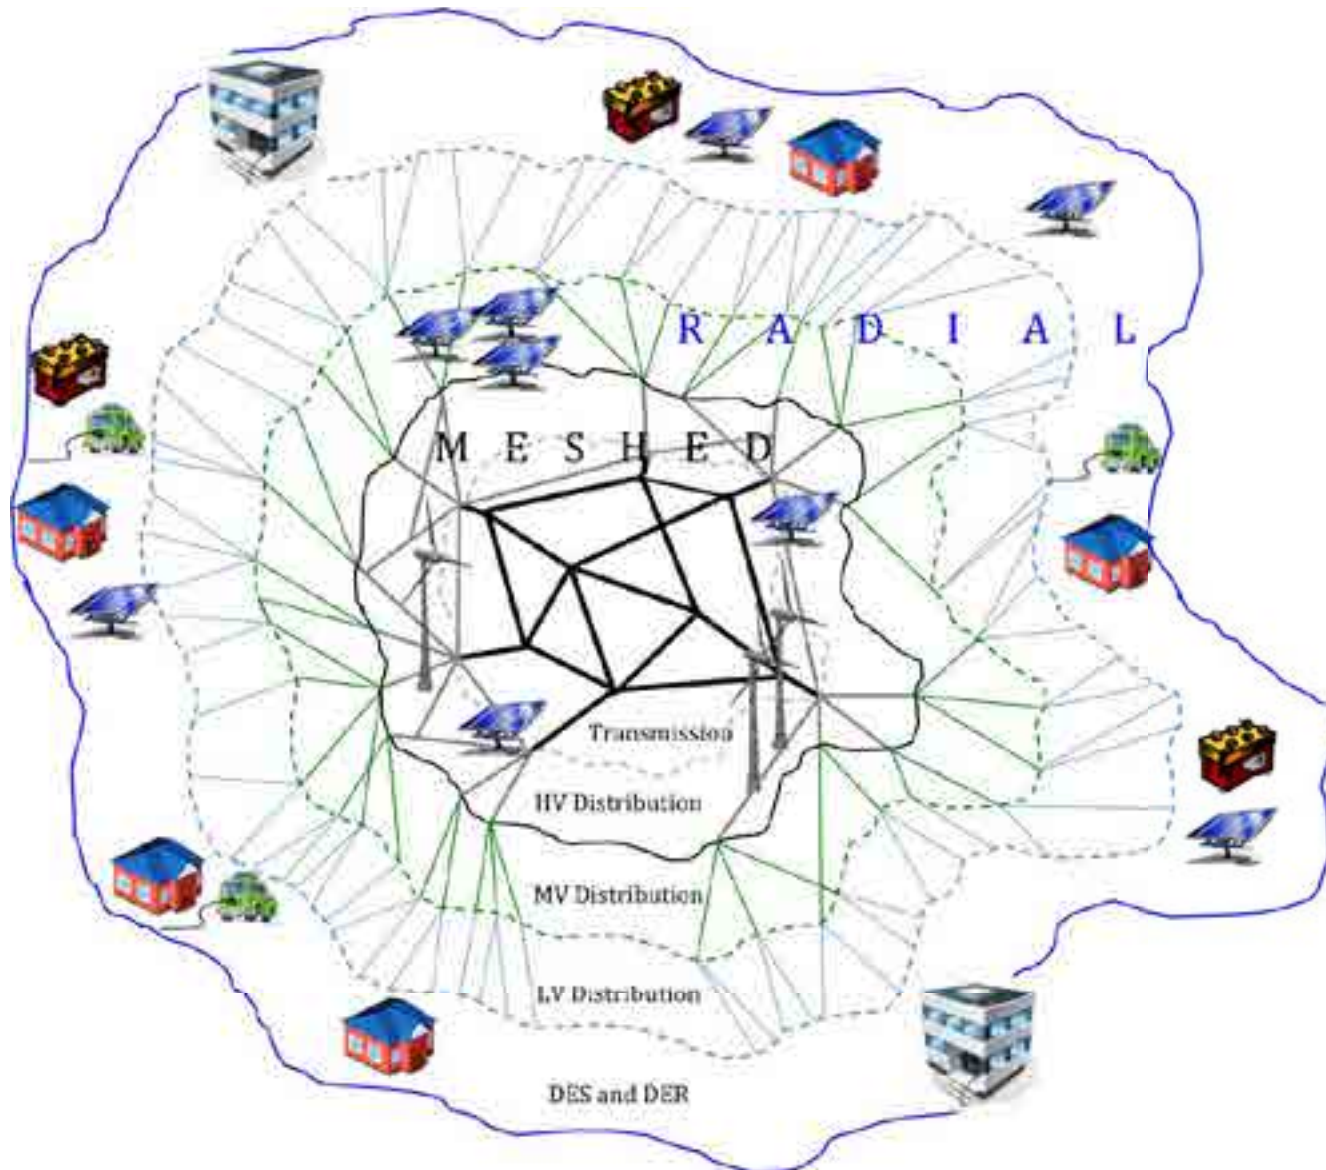 R A D I A L
M E S H E D
Transmission
HV Distribution
MV Distribution
LV Distribution
DES and DER